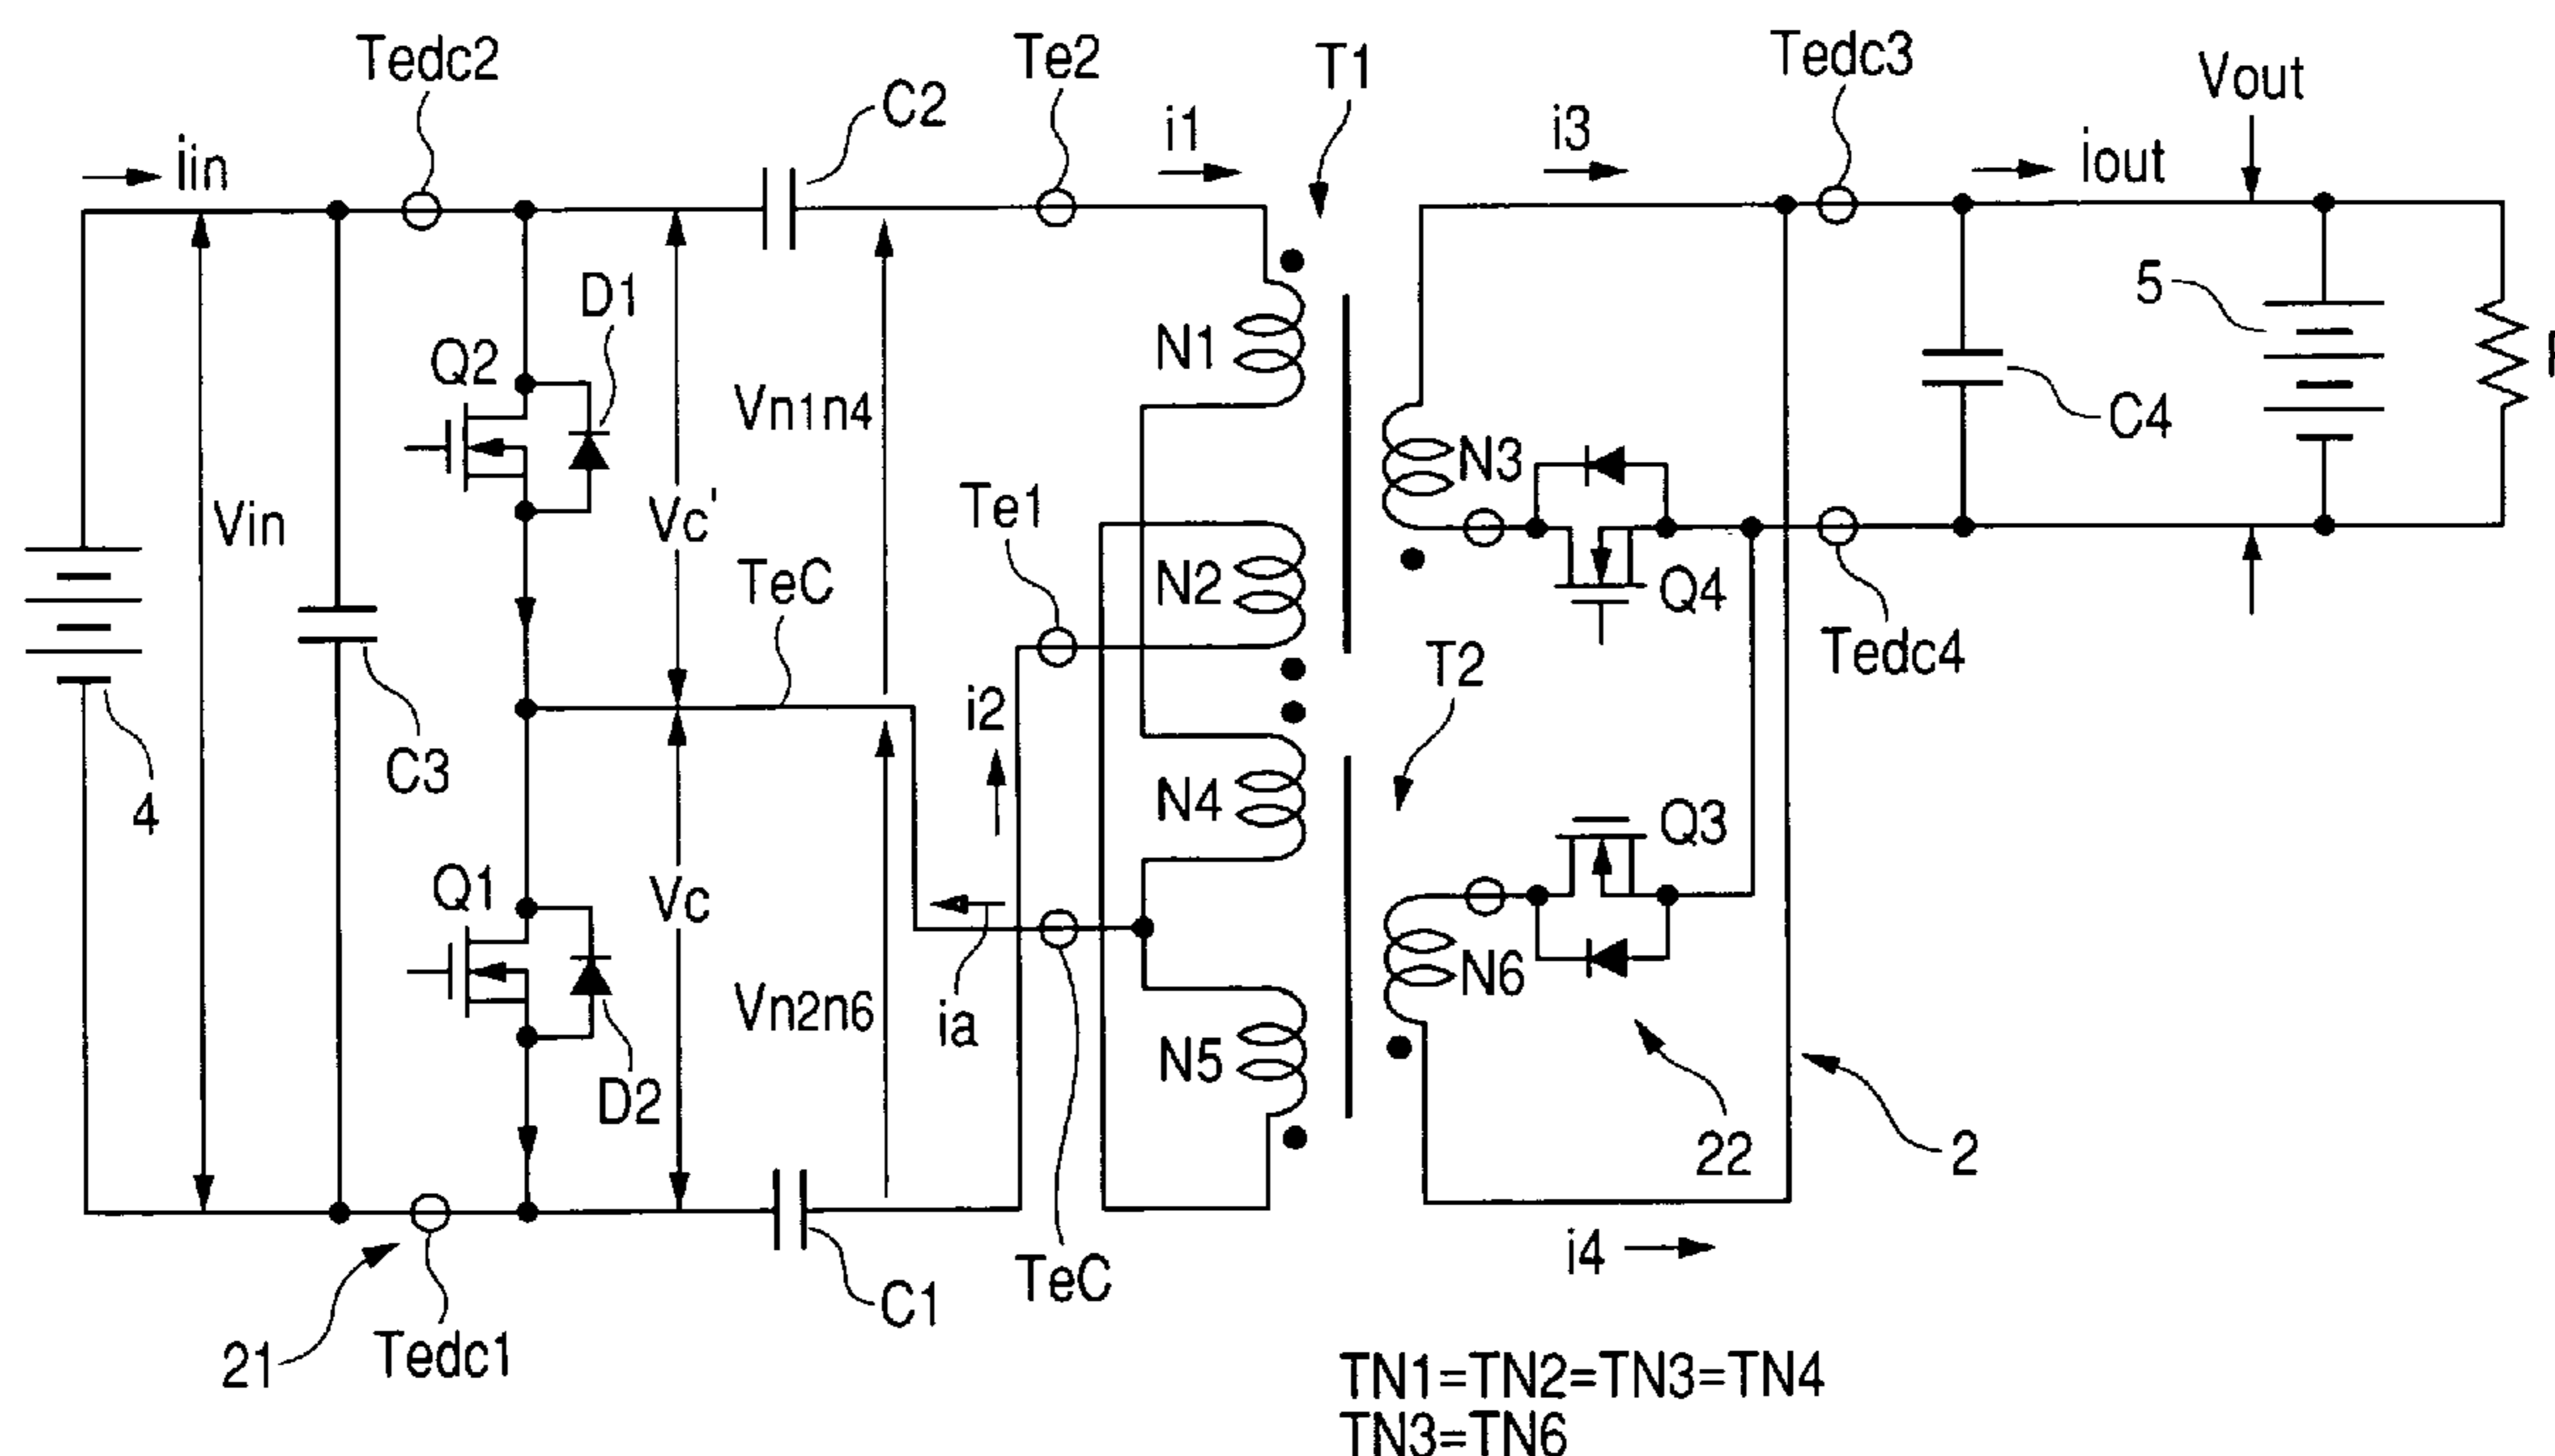 Tedc2
Te2
T1
Tedc3
Vout
C2
iin
i1
i3
iout
D1
5
Q2
N1
Vn1n4
C4
N3
Te1
Vin
Vc'
TeC
N2
Q4
Tedc4
T2
i2
C3
4
N4
Q3
Q1
Vc
N6
Vn2n6
ia
N5
D2
22
2
TeC
i4
C1
21
Tedc1
TN1=TN2=TN3=TN4
TN3=TN6